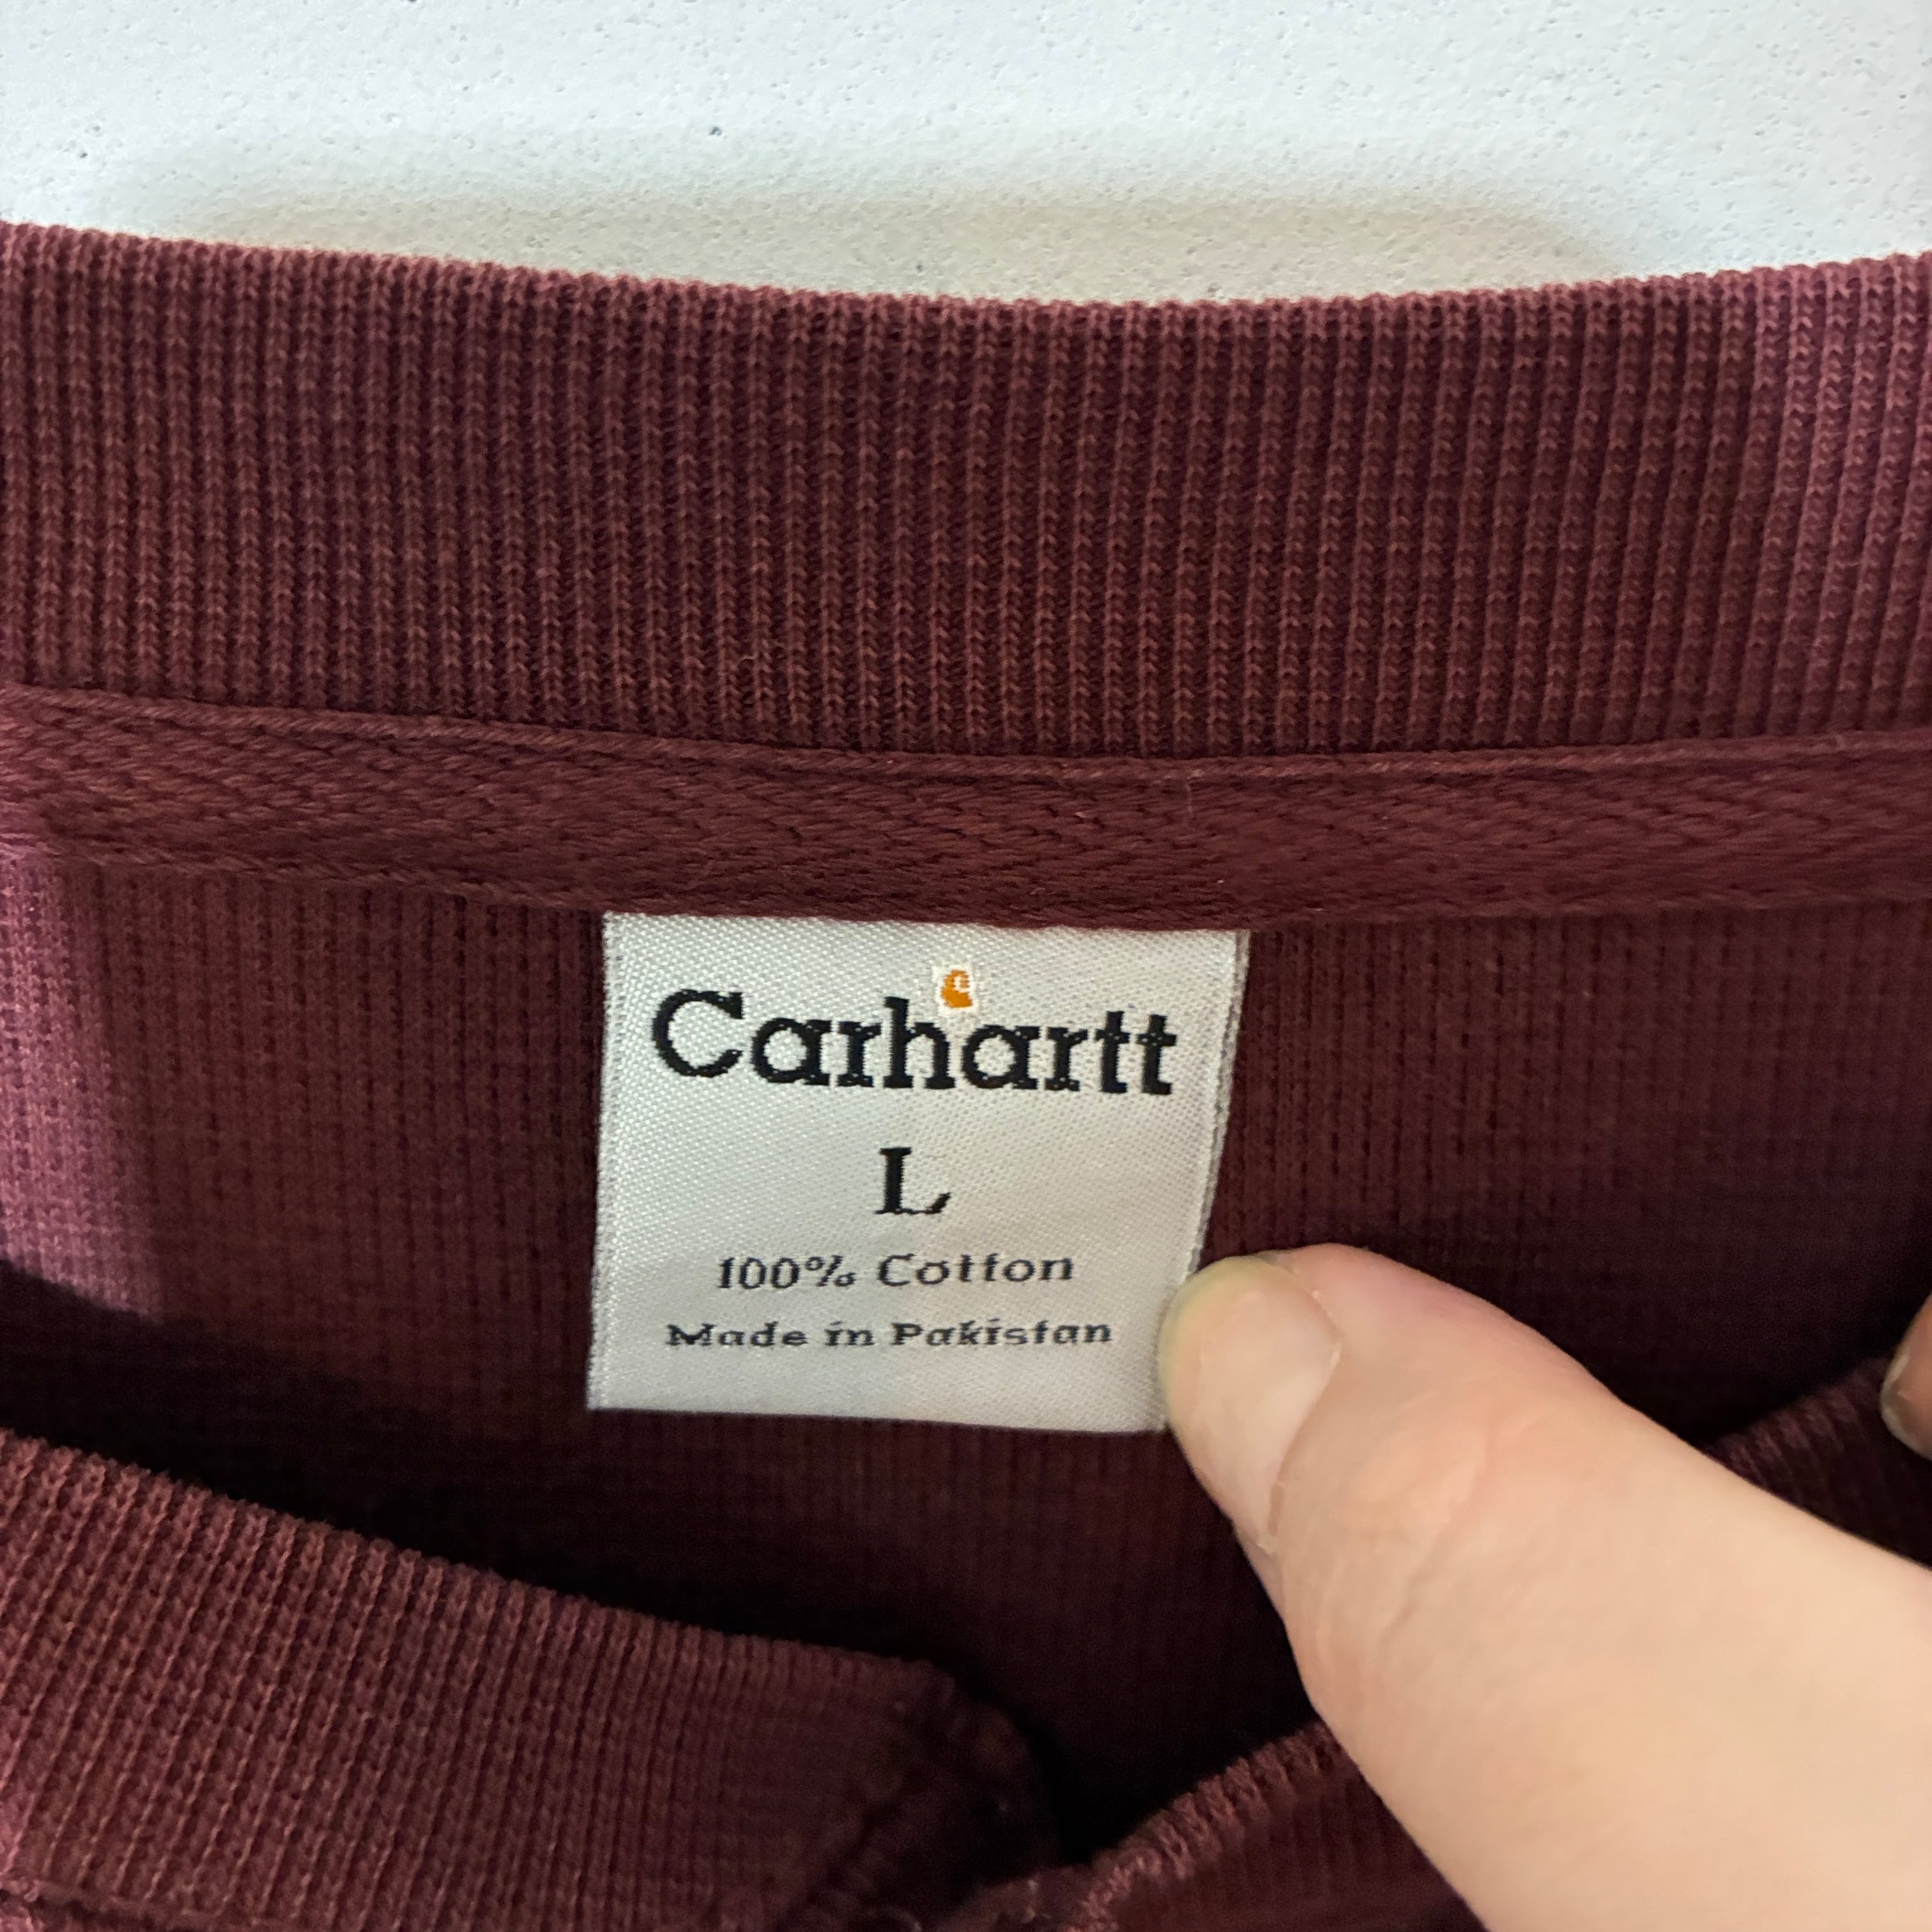 Carhartt
L
100% Cotton
Made in Pakistan